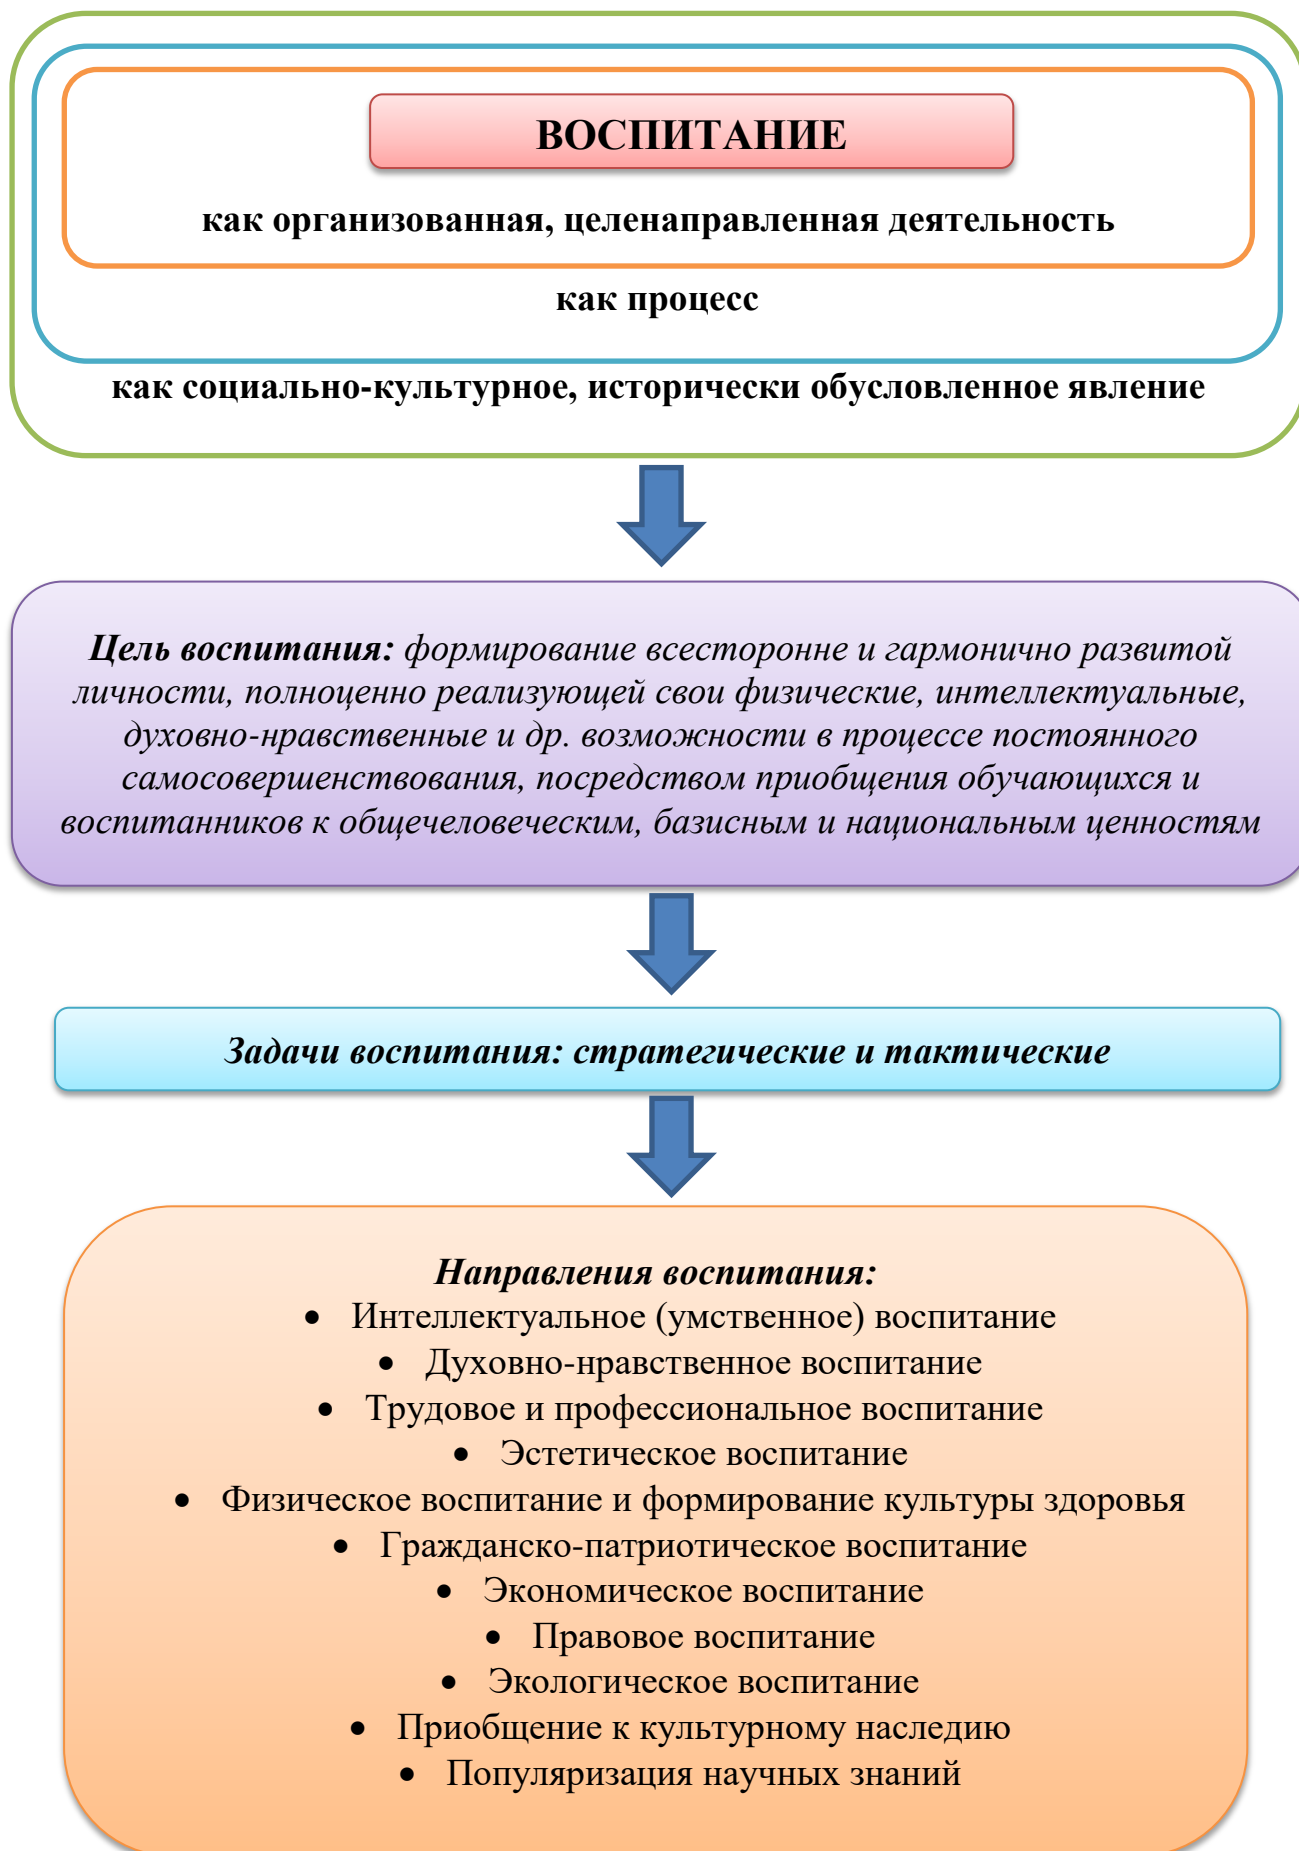 ВОСПИТАНИЕ
как организованная, целенаправленная деятельность
как процесс
как социально-культурное, исторически обусловленное явление
Цель воспитания: формирование всесторонне и гармонично развитой
личности, полноценно реализующей свои физические, интеллектуальные,
духовно-нравственные и др. возможности в процессе постоянного
самосовершенствования, посредством приобщения обучающихся и
воспитанников к общечеловеческим, базисным и национальным ценностям
Задачи воспитания: стратегические и тактические
Направления воспитания:
• Интеллектуальное (умственное) воспитание
• Духовно-нравственное воспитание
• Трудовое и профессиональное воспитание
• Эстетическое воспитание
• Физическое воспитание и формирование культуры здоровья
• Гражданско-патриотическое воспитание
• Экономическое воспитание
• Правовое воспитание
• Экологическое воспитание
• Приобщение к культурному наследию
• Популяризация научных знаний